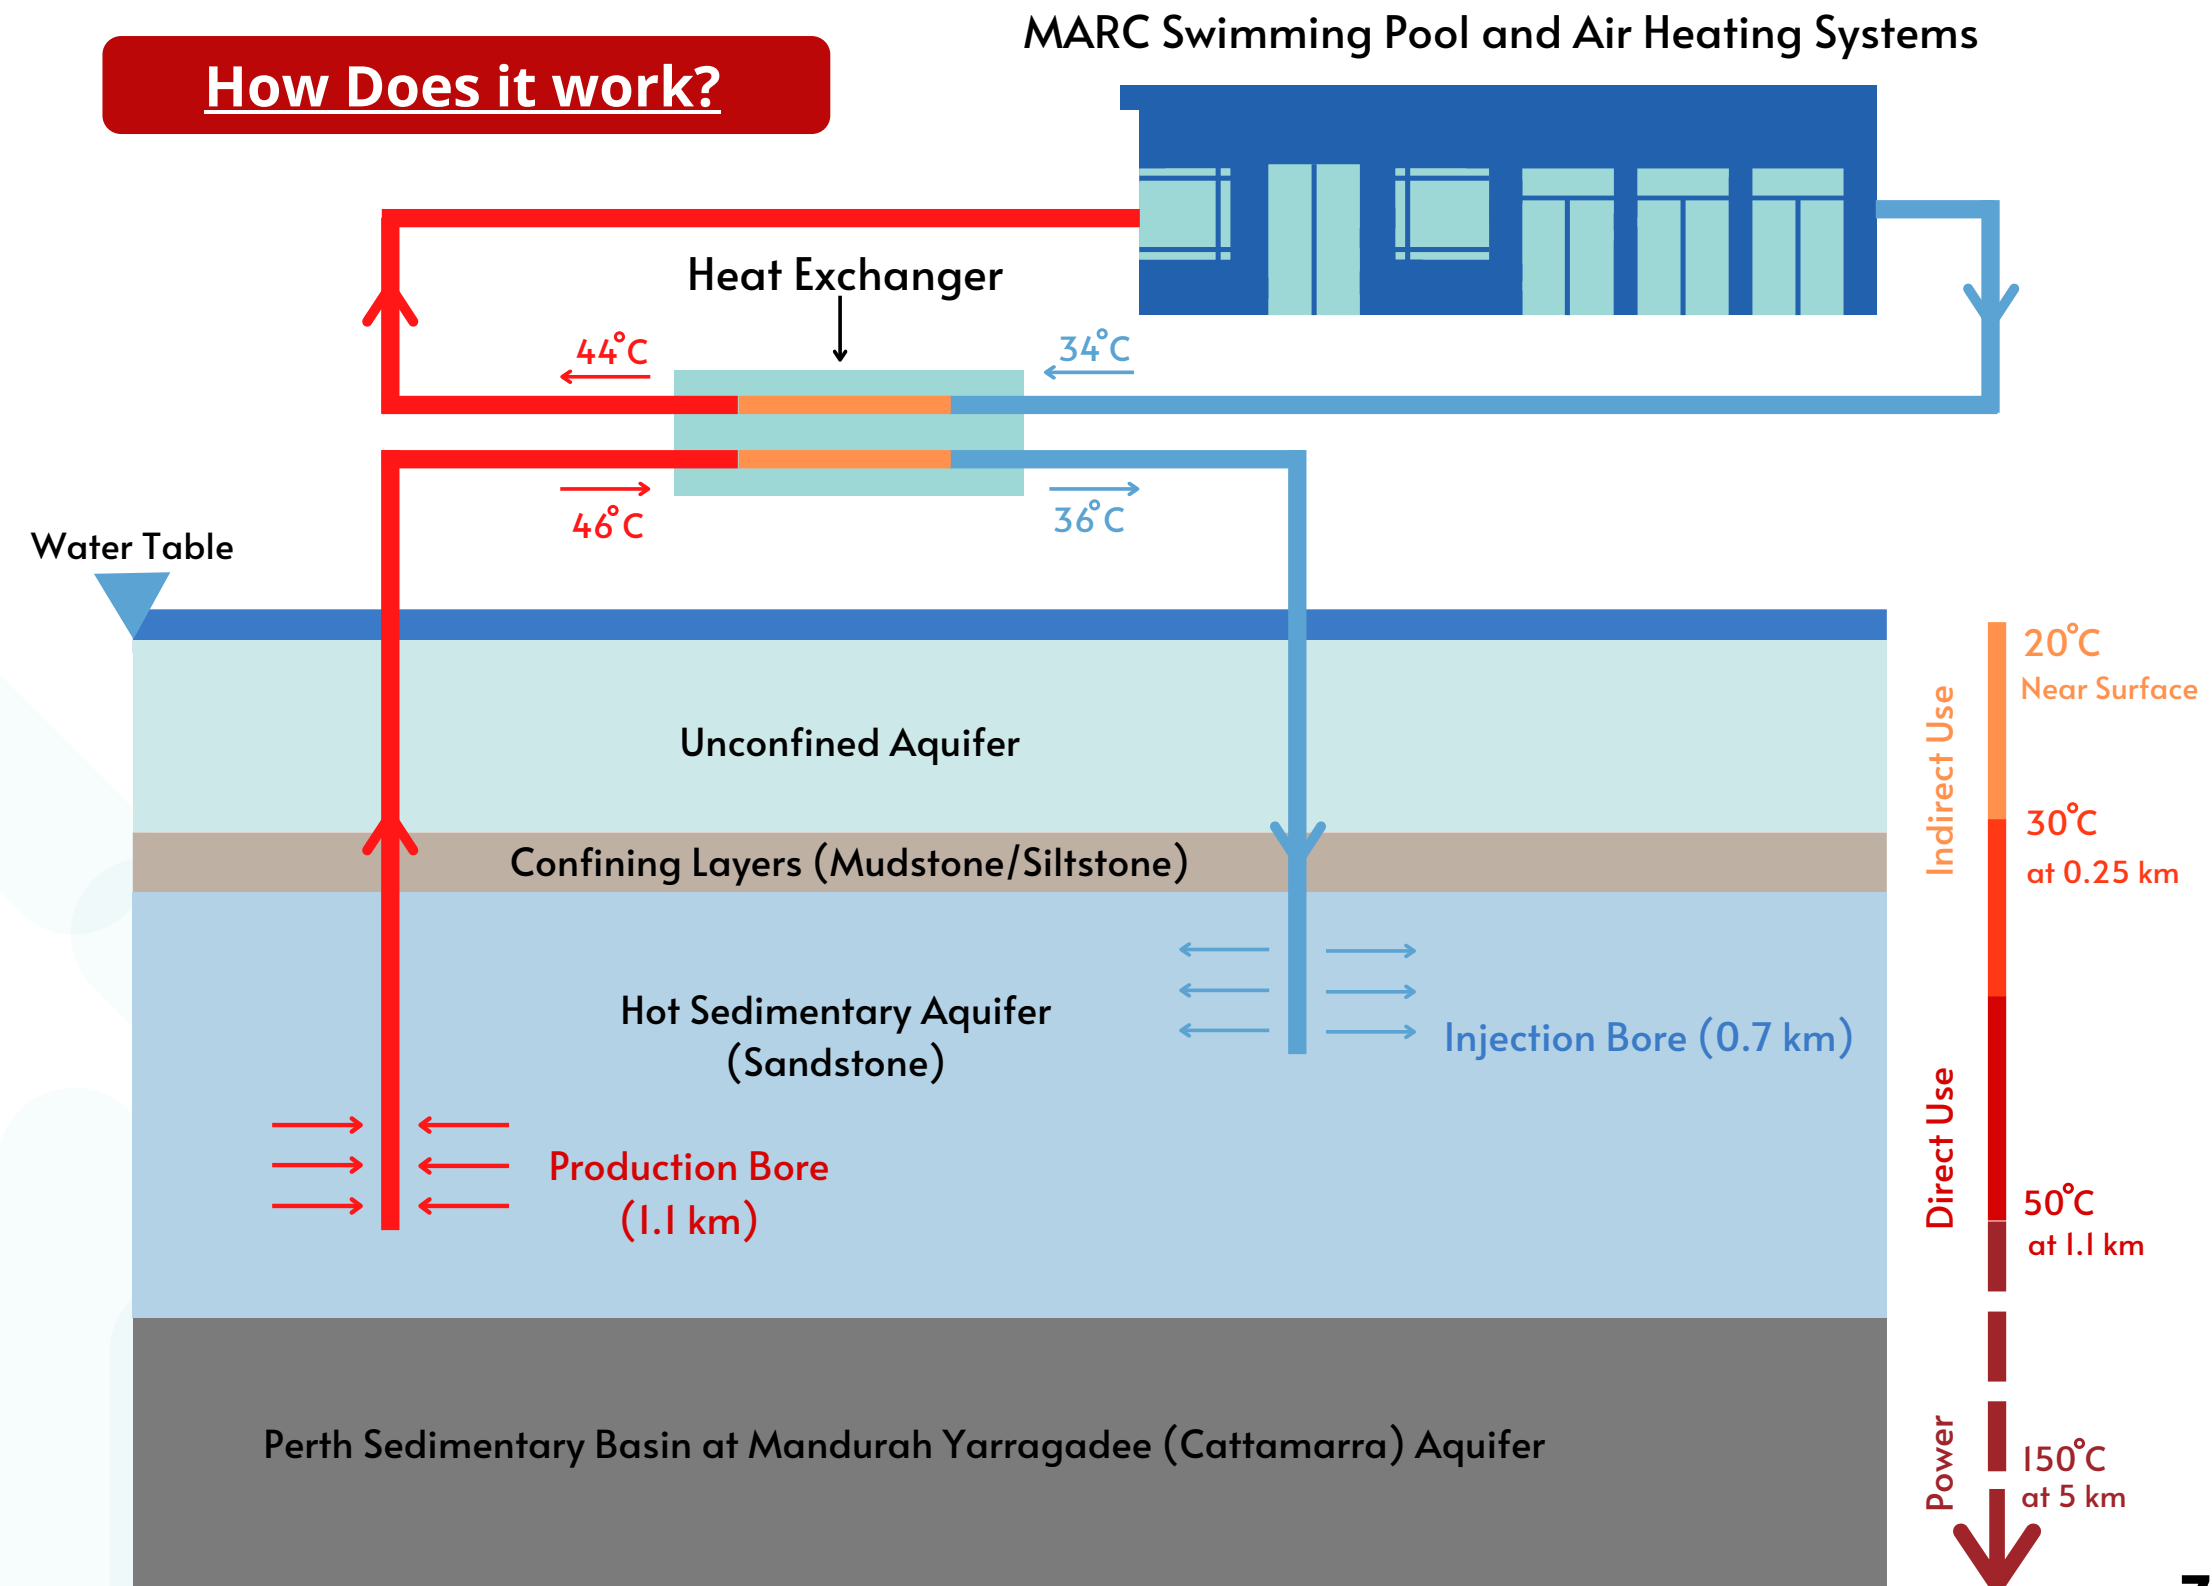 MARC Swimming Pool and Air Heating Systems
How Does it work?
Heat Exchanger
44°C
34°C
46°C
36°C
Water Table
20°C
Near Surface
Indirect Use
Unconfined Aquifer
30°C
at 0.25 km
Confining Layers (Mudstone/Siltstone)
Hot Sedimentary Aquifer
(Sandstone)
Injection Bore (0.7 km)
Direct Use
Production Bore
(1.1 km)
50°C
at 1.1 km
Perth Sedimentary Basin at Mandurah Yarragadee (Cattamarra) Aquifer
Power
150°C
at 5 km